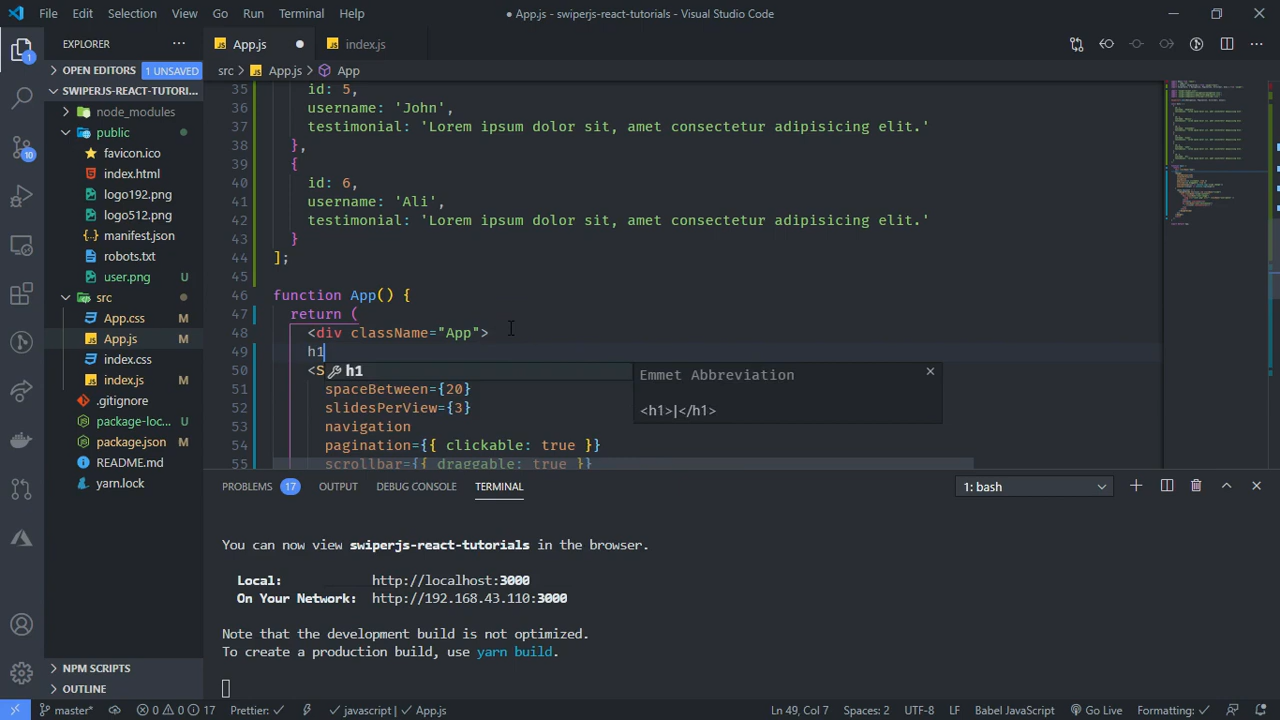 File Edit Selection View Go Run Terminal Help
● App.js - swiperjs-react-tutorials - Visual Studio Code
EXPLORER
OPEN EDITORS 1 UNSAVED
SWIPERJS-REACT-TUTORI...
node_modules
public
favicon.ico
index.html
logo192.png
logo512.png
manifest.json
robots.txt
user.png U
src
App.css M
App.js M
index.css
index.js M
.gitignore
package-loc... U
package.json M
README.md
yarn.lock
NPM SCRIPTS
OUTLINE
1
10
JS App.js ●
JS index.js
src > JS App.js > App
35 id: 5,
36 username: 'John',
37 testimonial: 'Lorem ipsum dolor sit, amet consectetur adipisicing elit.'
38 },
39 {
40 id: 6,
41 username: 'Ali',
42 testimonial: 'Lorem ipsum dolor sit, amet consectetur adipisicing elit.'
43 }
44 ];
45
46 function App() {
47 return (
48 <div className="App">
49 h1
50 <S
h1
Emmet Abbreviation
<h1>|</h1>
51 spaceBetween={20}
52 slidesPerView={3}
53 navigation
54 pagination={{ clickable: true }}
55 scrollbar={{ draggable: true }}
PROBLEMS 17 OUTPUT DEBUG CONSOLE TERMINAL
1: bash
You can now view swiperjs-react-tutorials in the browser.
Local: http://localhost:3000
On Your Network: http://192.168.43.110:3000
Note that the development build is not optimized.
To create a production build, use yarn build.
master* 0 0 17 Prettier: ✓ ✓ javascript | ✓ App.js
Ln 49, Col 7 Spaces: 2 UTF-8 LF Babel JavaScript Go Live Formatting: ✓